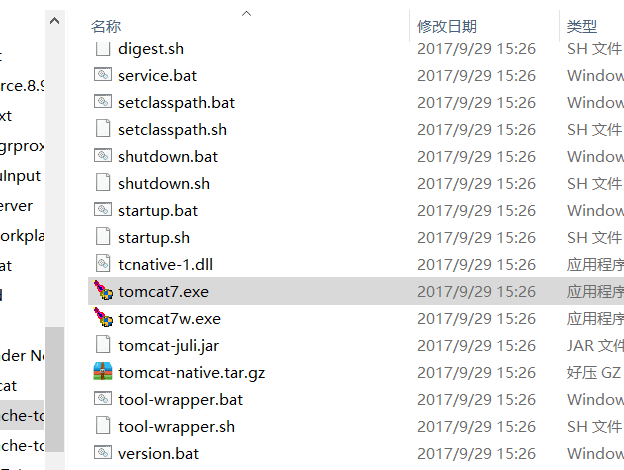 名称 修改日期 类型
digest.sh 2017/9/29 15:26 SH 文件
service.bat 2017/9/29 15:26 Window
setclasspath.bat 2017/9/29 15:26 Window
setclasspath.sh 2017/9/29 15:26 SH 文件
shutdown.bat 2017/9/29 15:26 Window
shutdown.sh 2017/9/29 15:26 SH 文件
startup.bat 2017/9/29 15:26 Window
startup.sh 2017/9/29 15:26 SH 文件
tcnative-1.dll 2017/9/29 15:26 应用程序
tomcat7.exe 2017/9/29 15:26 应用程序
tomcat7w.exe 2017/9/29 15:26 应用程序
tomcat-juli.jar 2017/9/29 15:26 JAR 文件
tomcat-native.tar.gz 2017/9/29 15:26 好压 GZ
tool-wrapper.bat 2017/9/29 15:26 Window
tool-wrapper.sh 2017/9/29 15:26 SH 文件
version.bat 2017/9/29 15:26 Window
rce.8.9
xt
grprox
uInput
erver
orkpla
at
der Ne
cat
che-to
che-to